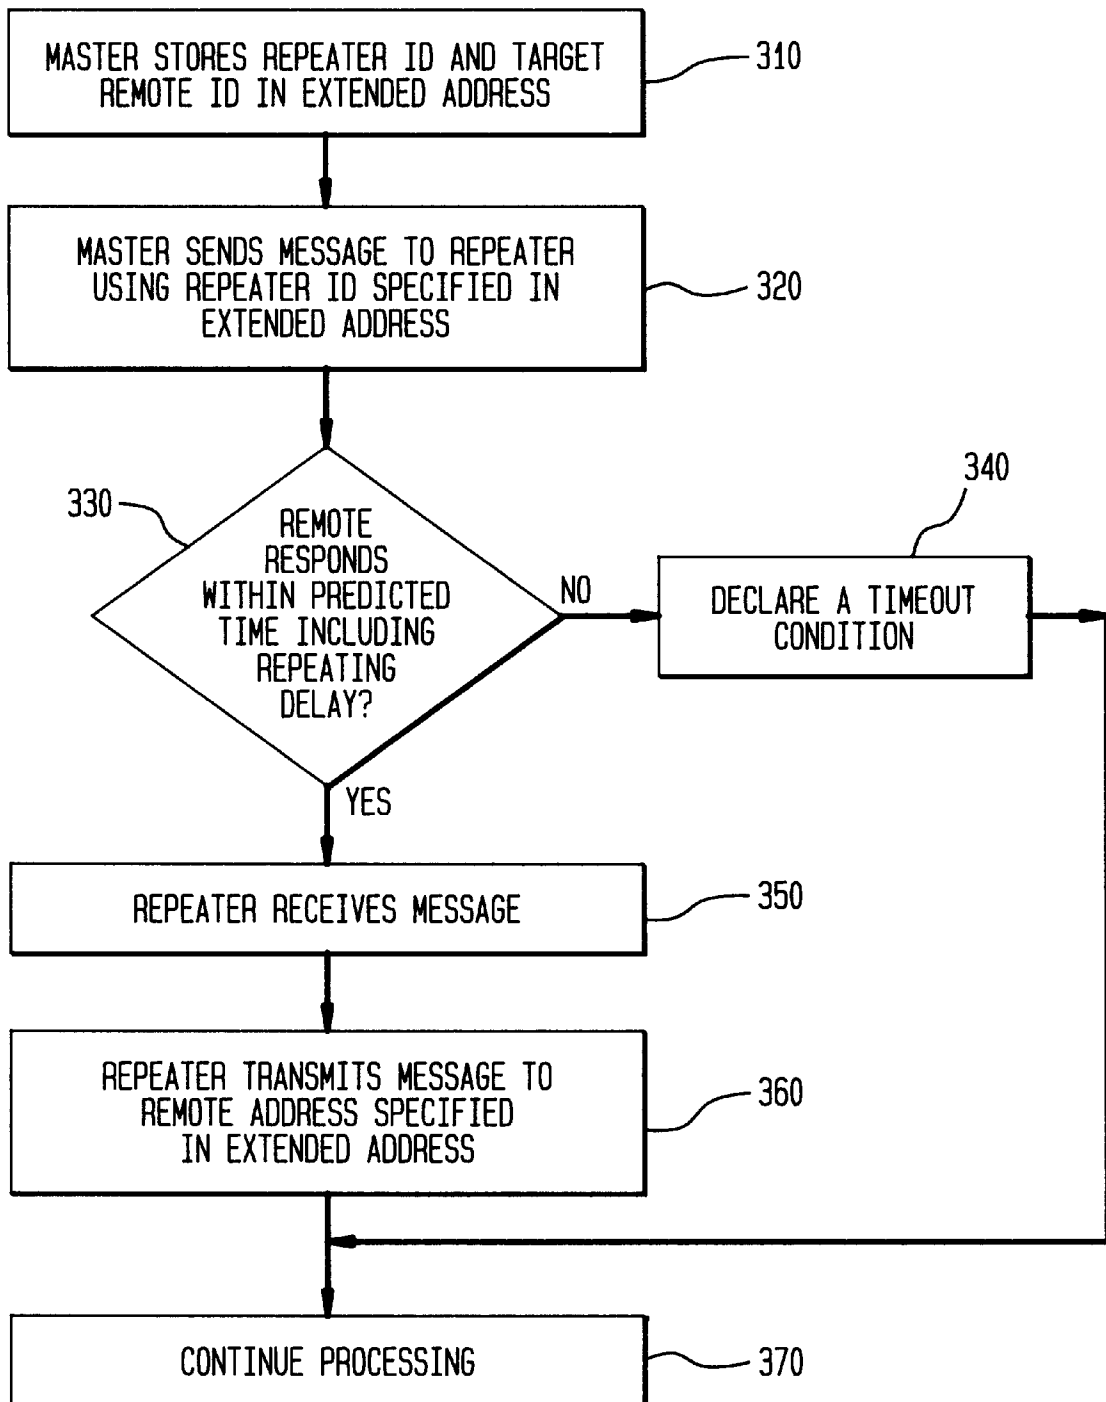 MASTER STORES REPEATER ID AND TARGET
REMOTE ID IN EXTENDED ADDRESS
310
MASTER SENDS MESSAGE TO REPEATER
USING REPEATER ID SPECIFIED IN
EXTENDED ADDRESS
320
330
REMOTE
RESPONDS
WITHIN PREDICTED
TIME INCLUDING
REPEATING
DELAY?
NO
340
DECLARE A TIMEOUT
CONDITION
YES
REPEATER RECEIVES MESSAGE
350
REPEATER TRANSMITS MESSAGE TO
REMOTE ADDRESS SPECIFIED
IN EXTENDED ADDRESS
360
CONTINUE PROCESSING
370